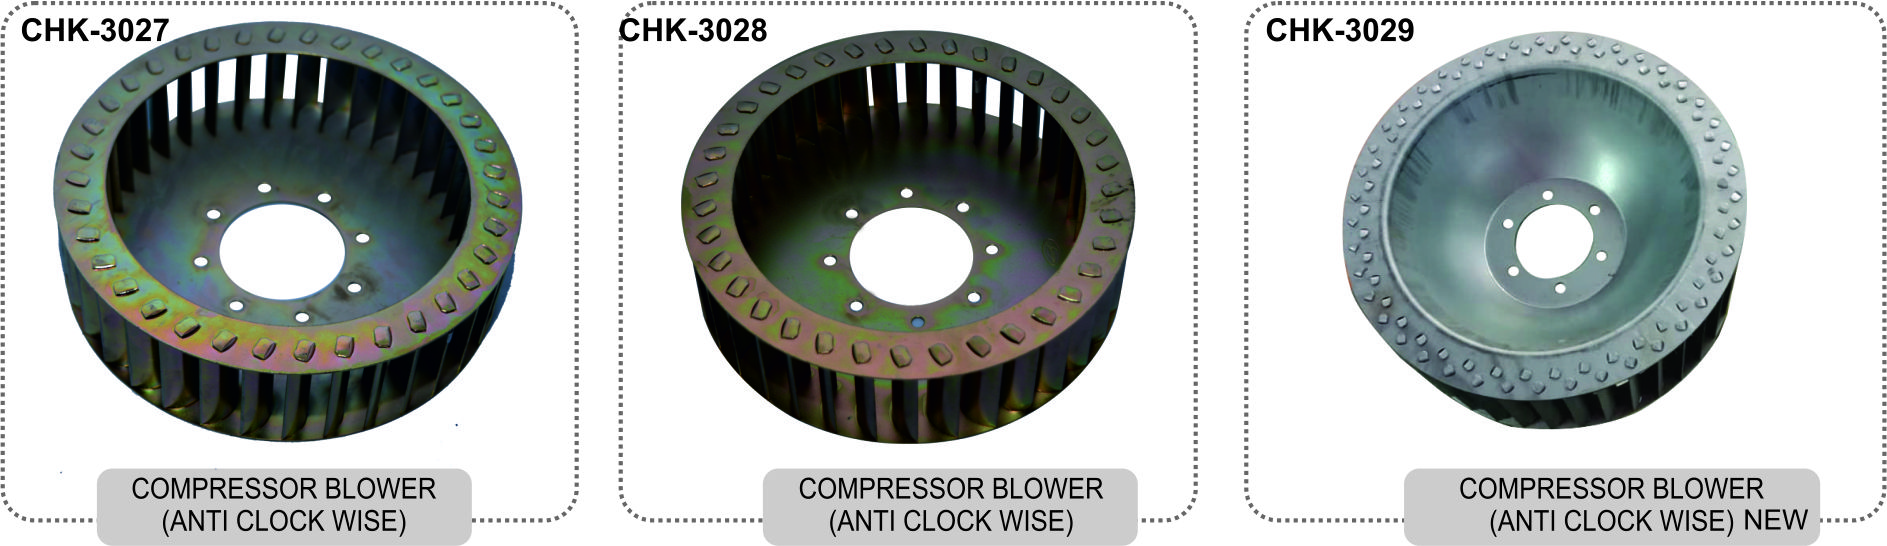 CHK-3027
COMPRESSOR BLOWER
(ANTI CLOCK WISE)
CHK-3028
COMPRESSOR BLOWER
(ANTI CLOCK WISE)
CHK-3029
COMPRESSOR BLOWER
(ANTI CLOCK WISE) NEW